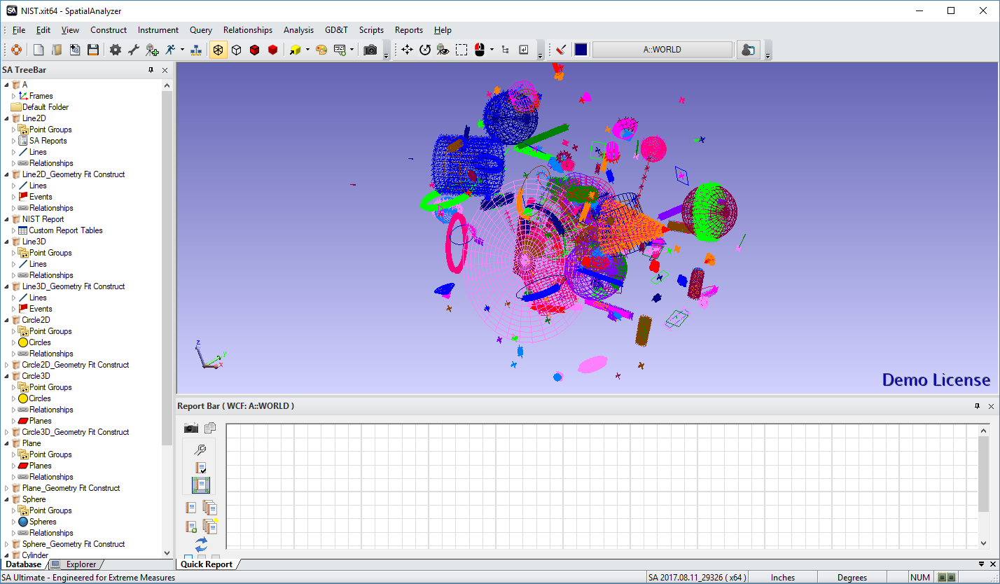 NIST.xit64 - SpatialAnalyzer
File Edit View Construct Instrument Query Relationships Analysis GD&T Scripts Reports Help
A::WORLD
SA TreeBar
A
Frames
Default Folder
Line2D
Point Groups
SA Reports
Lines
Relationships
Line2D_Geometry Fit Construct
Lines
Events
Relationships
NIST Report
Custom Report Tables
Line3D
Point Groups
Lines
Relationships
Line3D_Geometry Fit Construct
Lines
Events
Circle2D
Point Groups
Circles
Relationships
Circle2D_Geometry Fit Construct
Circle3D
Point Groups
Circles
Relationships
Planes
Circle3D_Geometry Fit Construct
Plane
Point Groups
Planes
Relationships
Plane_Geometry Fit Construct
Sphere
Point Groups
Spheres
Relationships
Sphere_Geometry Fit Construct
Cylinder
Database Explorer
z
y
x
Demo License
Report Bar ( WCF: A::WORLD )
Quick Report
SA Ultimate - Engineered for Extreme Measures
SA 2017.08.11_29326 ( x64 ) Inches Degrees NUM